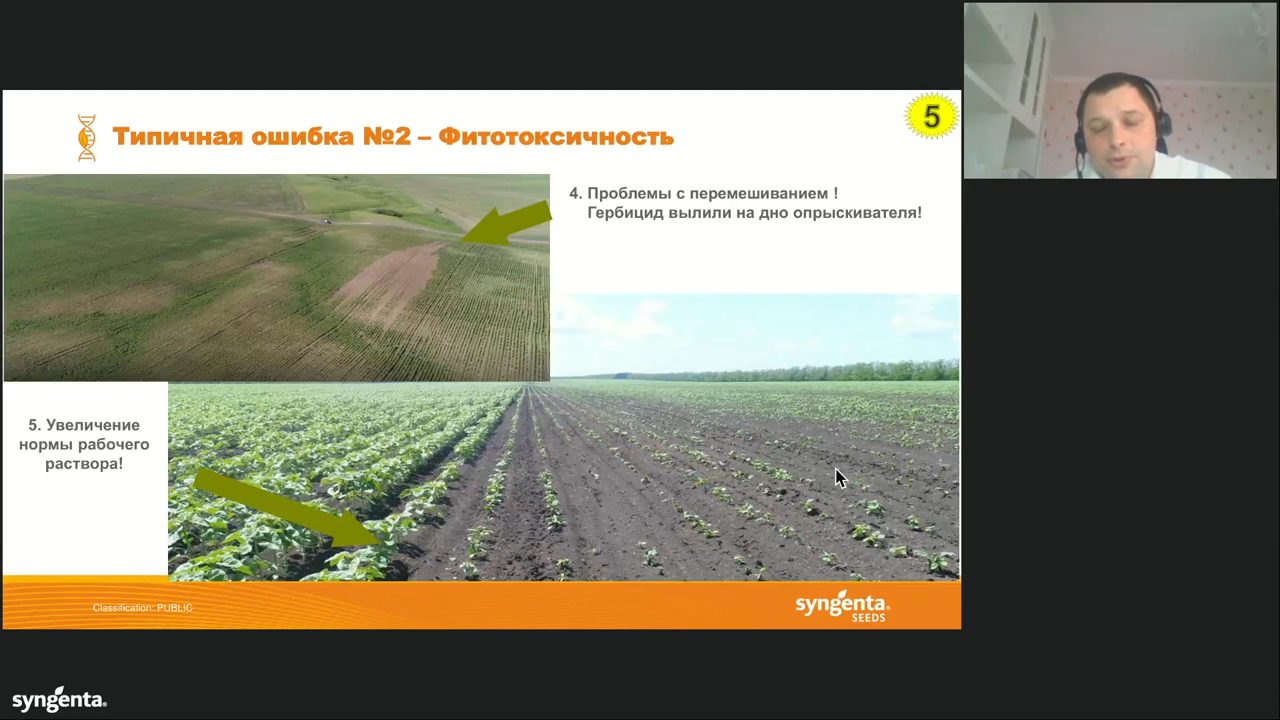 Типичная ошибка №2 – Фитотоксичность
5
4. Проблемы с перемешиванием !
Гербицид вылили на дно опрыскивателя!
5. Увеличение
нормы рабочего
раствора!
Classification: PUBLIC
syngenta®
SEEDS
syngenta®